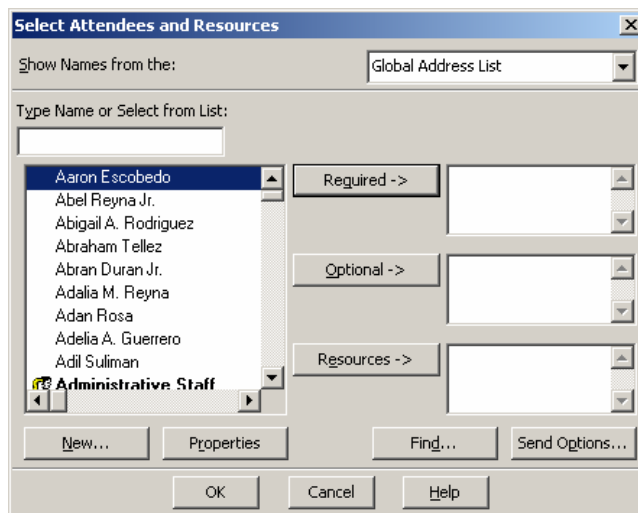 Select Attendees and Resources
Show Names from the:
Global Address List
Type Name or Select from List:
Aaron Escobedo
Abel Reyna Jr.
Abigail A. Rodriguez
Abraham Tellez
Abran Duran Jr.
Adalia M. Reyna
Adan Rosa
Adelia A. Guerrero
Adil Suliman
Administrative Staff
Required ->
Optional ->
Resources ->
New...
Properties
Find...
Send Options...
OK
Cancel
Help